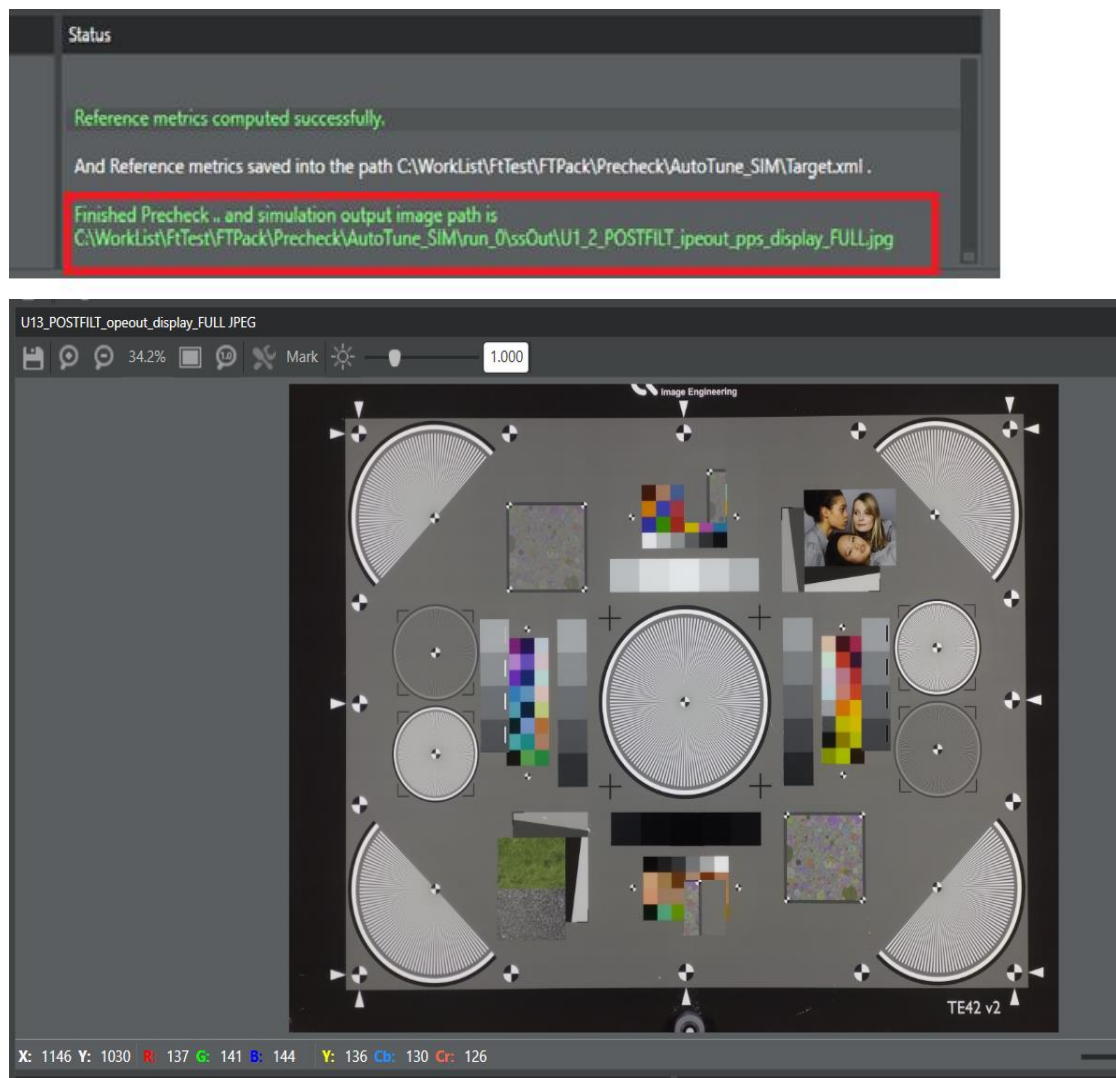 Status
Reference metrics computed successfully.
And Reference metrics saved into the path C:\WorkList\FtTest\FTPack\Precheck\AutoTune_SIM\Target.xml .
Finished Precheck .. and simulation output image path is
C:\WorkList\FtTest\FTPack\Precheck\AutoTune_SIM\run_0\ssOut\U1_2_POSTFILT_ipeout_pps_display_FULL.jpg
U13_POSTFILT_opeout_display_FULL JPEG
34.2% 1.0 Mark 1.000
Image Engineering
TE42 v2
X: 1146 Y: 1030 R: 137 G: 141 B: 144 Y: 136 Cb: 130 Cr: 126